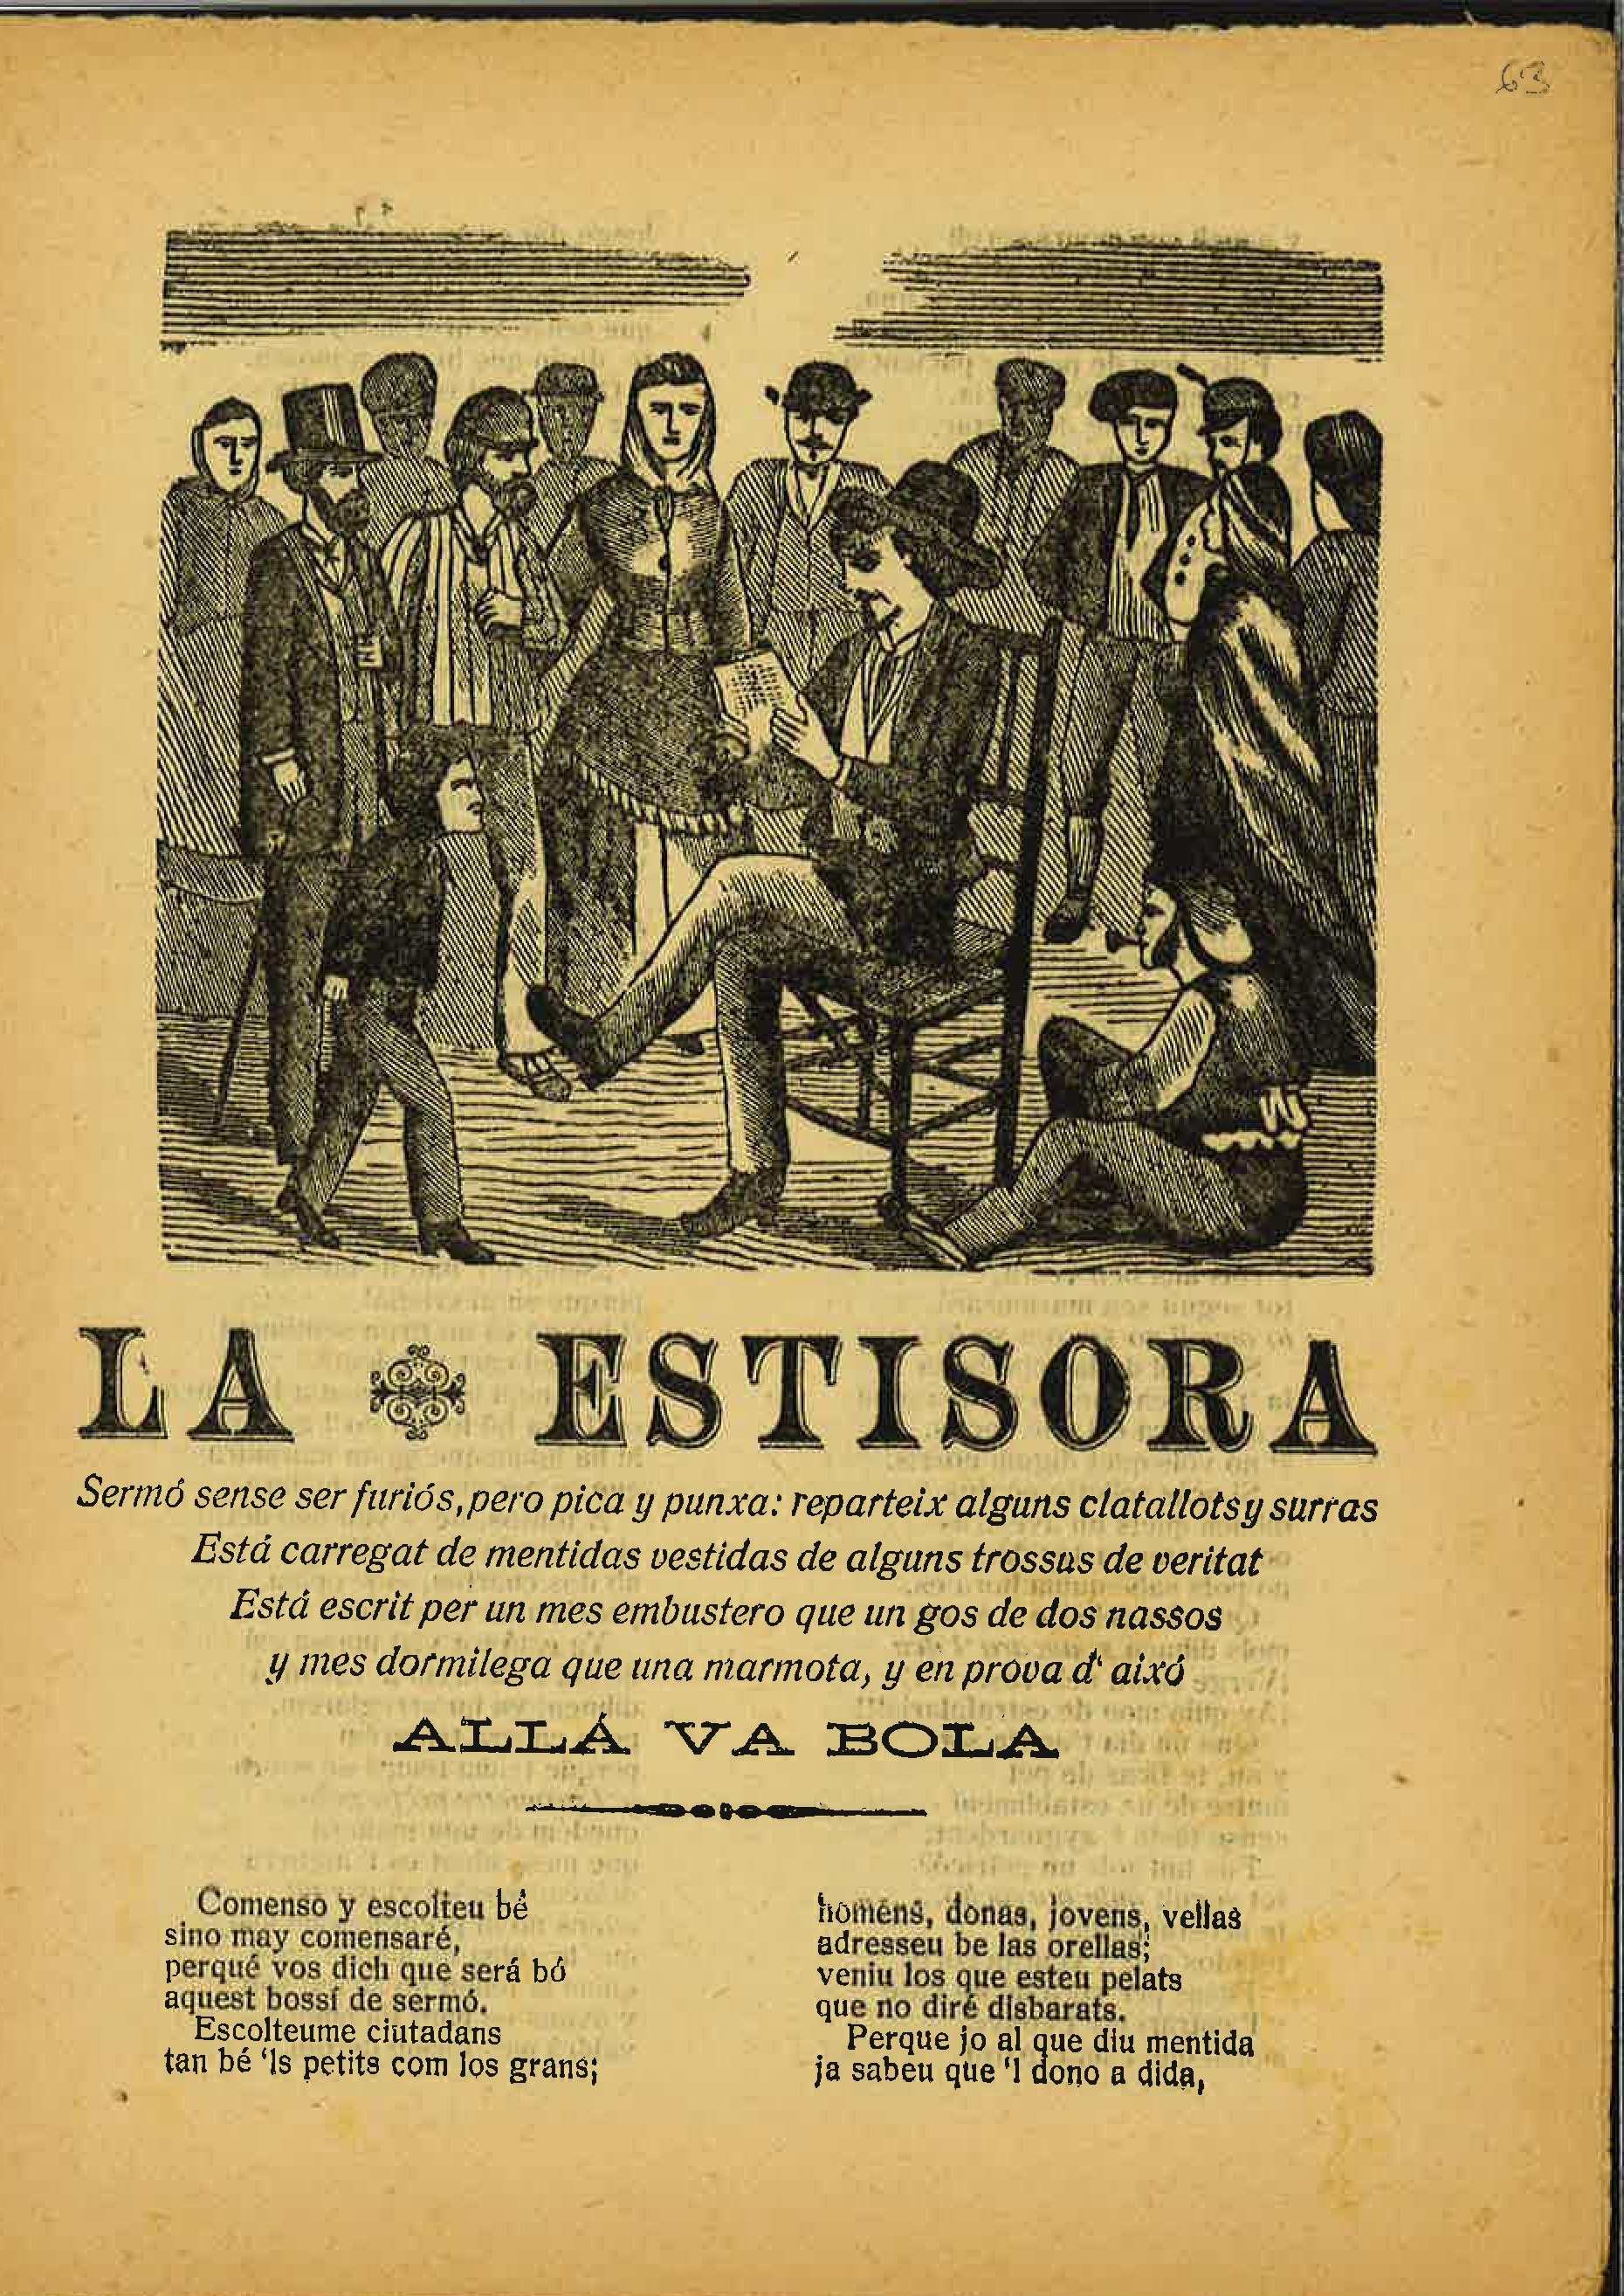 63
LA ESTISORA
Sermó sense ser furiós, pero pica y punxa: reparteix alguns clatallots y surras
Está carregat de mentidas vestidas de alguns trossus de veritat
Está escrit per un mes embustero que un gos de dos nassos
y mes dormilega que una marmota, y en prova d‘ aixó
ALLÁ VA BOLA
Comenso y escolteu bé
sino may comensaré,
perqué vos dich que será bó
aquest bossí de sermó.
Escolteume ciutadans
tan bé ‘ls petits com los grans;
homens, donas, jovens, vellas
adresseu be las orellas;
veniu los que esteu pelats
que no diré disbarats.
Perque jo al que diu mentida
ja sabeu que ‘l dono a dida,